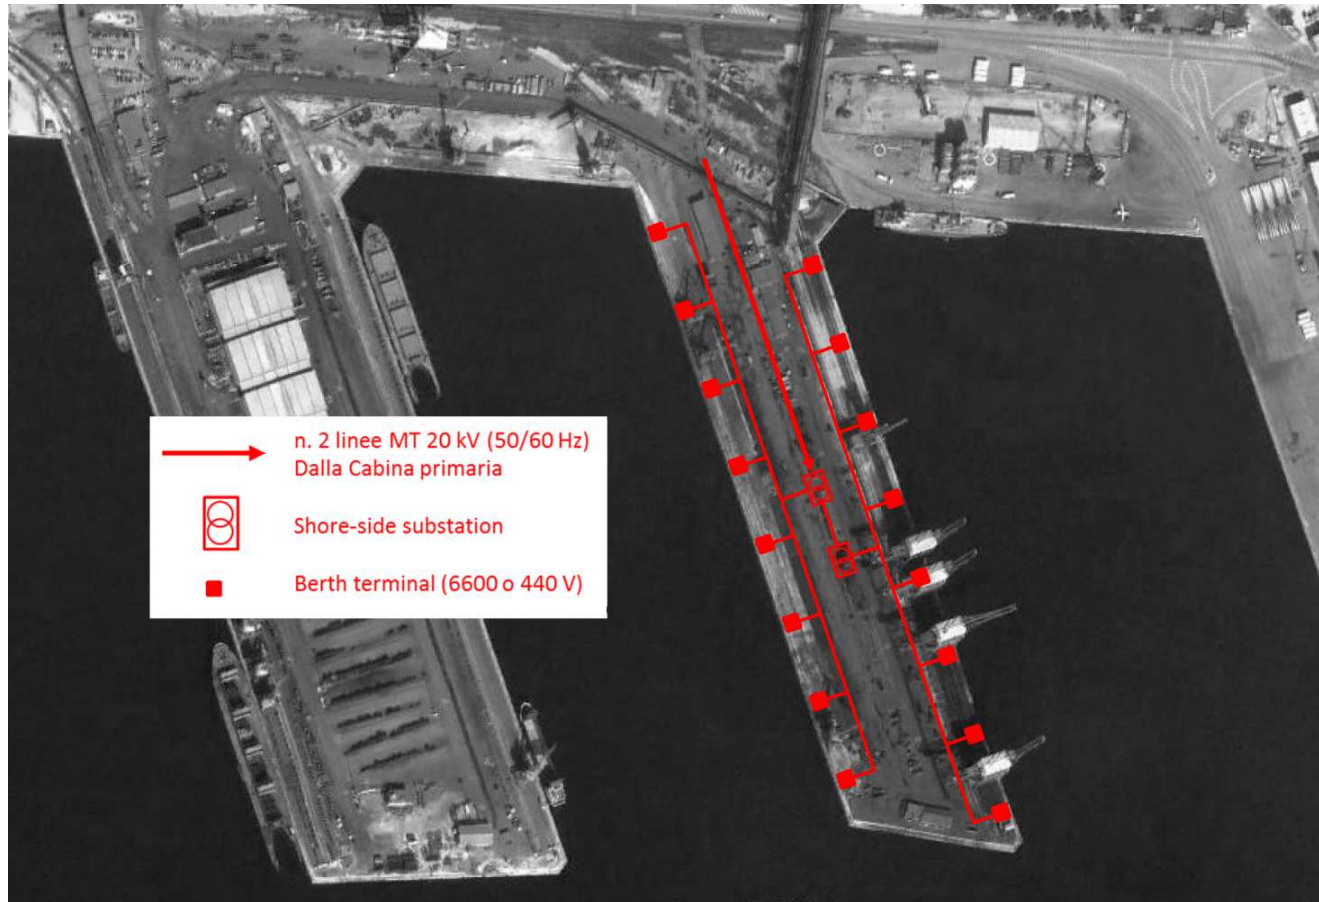 n. 2 linee MT 20 kV (50/60 Hz)
Dalla Cabina primaria
Shore-side substation
Berth terminal (6600 o 440 V)